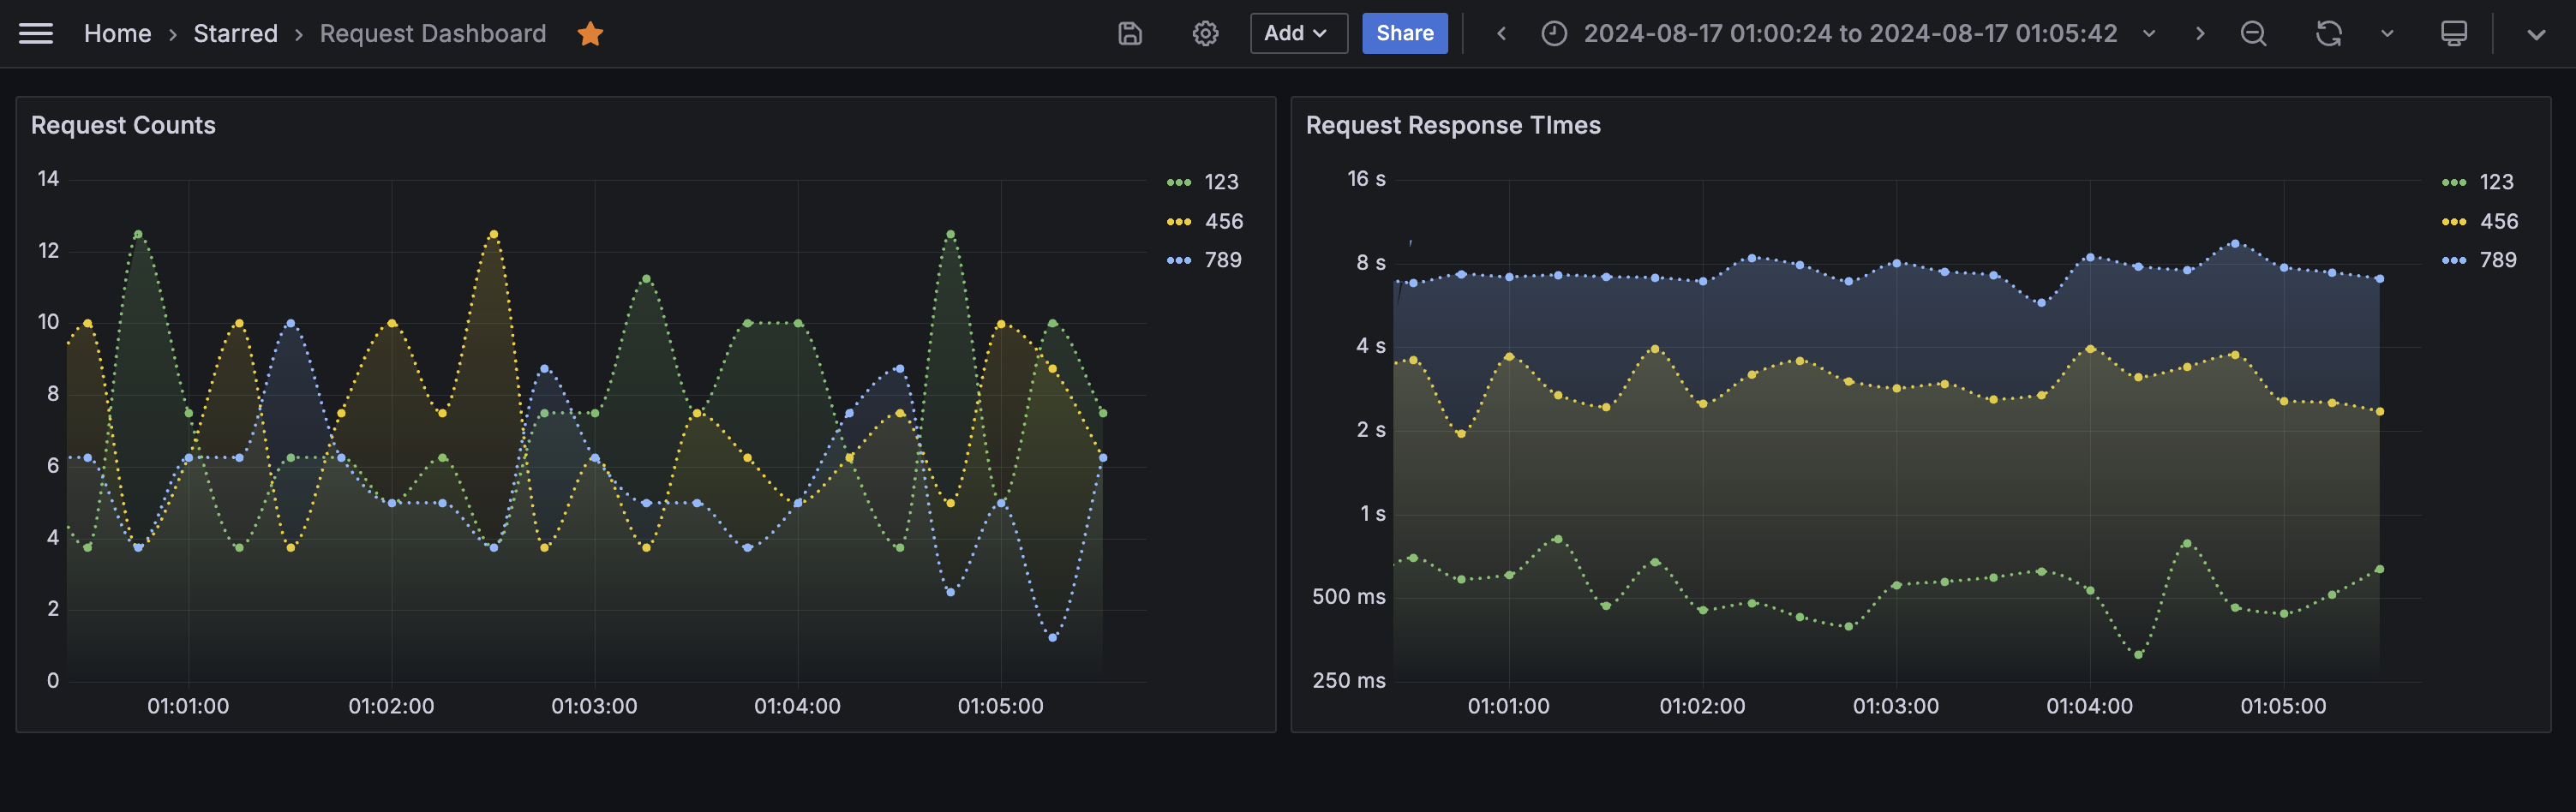 Home › Starred › Request Dashboard
Add
Share
2024-08-17 01:00:24 to 2024-08-17 01:05:42
Request Counts
14
12
10
8
6
4
2
0
01:01:00 01:02:00 01:03:00 01:04:00 01:05:00
123
456
789
Request Response TImes
16 s
8 s
4 s
2 s
1 s
500 ms
250 ms
01:01:00 01:02:00 01:03:00 01:04:00 01:05:00
123
456
789